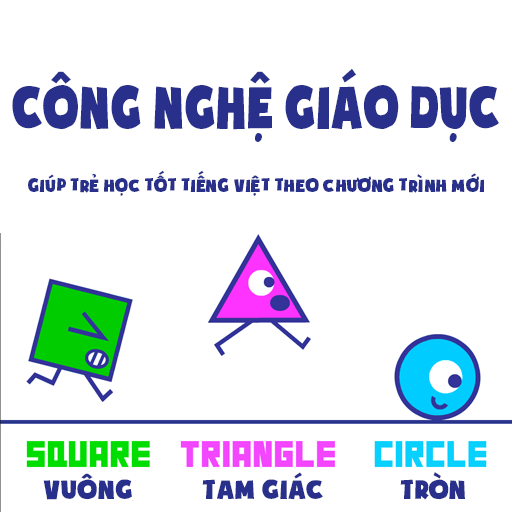 CÔNG NGHỆ GIÁO DỤC
GIÚP TRẺ HỌC TỐT TIẾNG VIỆT THEO CHƯƠNG TRÌNH MỚI
SQUARE TRIANGLE CIRCLE
VUÔNG TAM GIÁC TRÒN